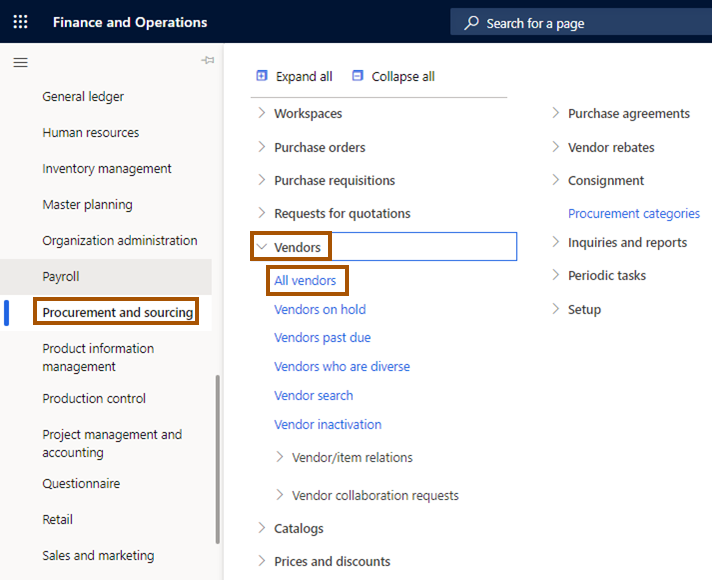 Finance and Operations
Search for a page
General ledger
Human resources
Inventory management
Master planning
Organization administration
Payroll
Procurement and sourcing
Product information
management
Production control
Project management and
accounting
Questionnaire
Retail
Sales and marketing
Expand all
Collapse all
Workspaces
Purchase orders
Purchase requisitions
Requests for quotations
Vendors
All vendors
Vendors on hold
Vendors past due
Vendors who are diverse
Vendor search
Vendor inactivation
Vendor/item relations
Vendor collaboration requests
Catalogs
Prices and discounts
Purchase agreements
Vendor rebates
Consignment
Procurement categories
Inquiries and reports
Periodic tasks
Setup